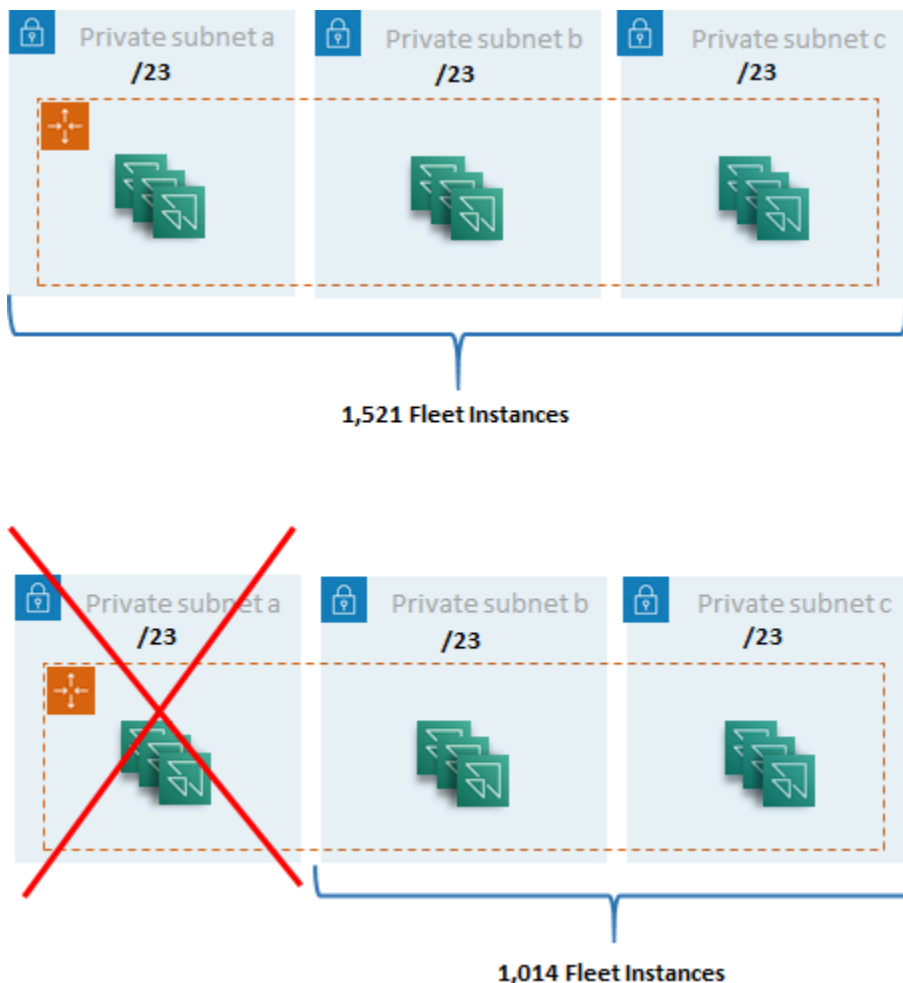 Private subnet a
/23
Private subnet b
/23
Private subnet c
/23
1,521 Fleet Instances
Private subnet a
/23
Private subnet b
/23
Private subnet c
/23
1,014 Fleet Instances